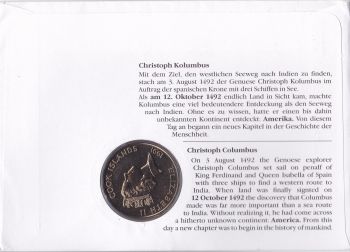 Christoph Kolumbus
Mit dem Ziel, den westlichen Seeweg nach Indien zu finden,
stach am 3. August 1492 der Genuese Christoph Kolumbus im
Auftrag der spanischen Krone mit drei Schiffen in See.
Als am 12. Oktober 1492 endlich Land in Sicht kam, machte
Kolumbus eine viel bedeutendere Entdeckung als den Seeweg
nach Indien. Ohne es zu wissen, hatte er einen bis dahin
unbekannten Kontinent entdeckt: Amerika. Von diesem
Tag an begann ein neues Kapitel in der Geschichte der
Menschheit.
Christopher Columbus
On 3 August 1492 the Genoese explorer
Christopher Columbus set sail on penalf of
King Ferdinand and Queen Isabella of Spain
with three ships to find a western route to
India. When land was finally signted on
12 October 1492 the discovery that Columbus
made was far more important than a sea route
to India. Without realizing it, he had come across
a hitherto unknown continent: America. From this
day a new chapter was to begin in the history of mankind.
ELIZABETH II
COOK ISLANDS
1991